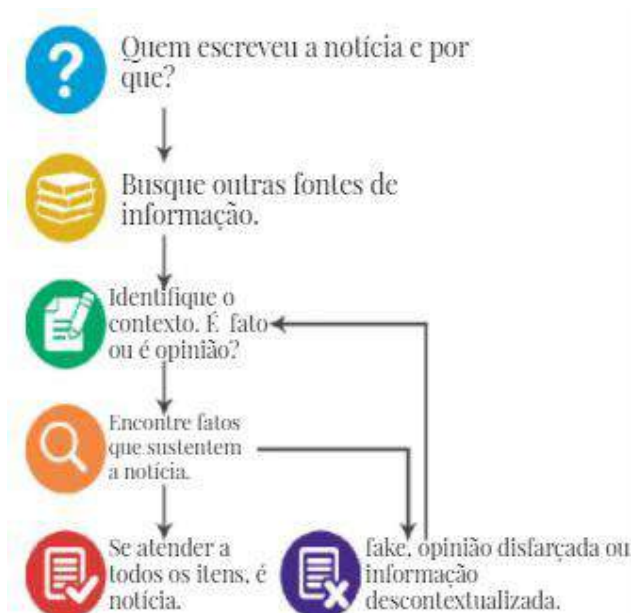 Quem escreveu a notícia e por
que?
Busque outras fontes de
informação.
Identifique o
contexto. É fato
ou é opinião?
Encontre fatos
que sustentem
a notícia.
Se atender a
todos os itens, é
notícia.
fake, opinião disfarçada ou
informação
descontextualizada.